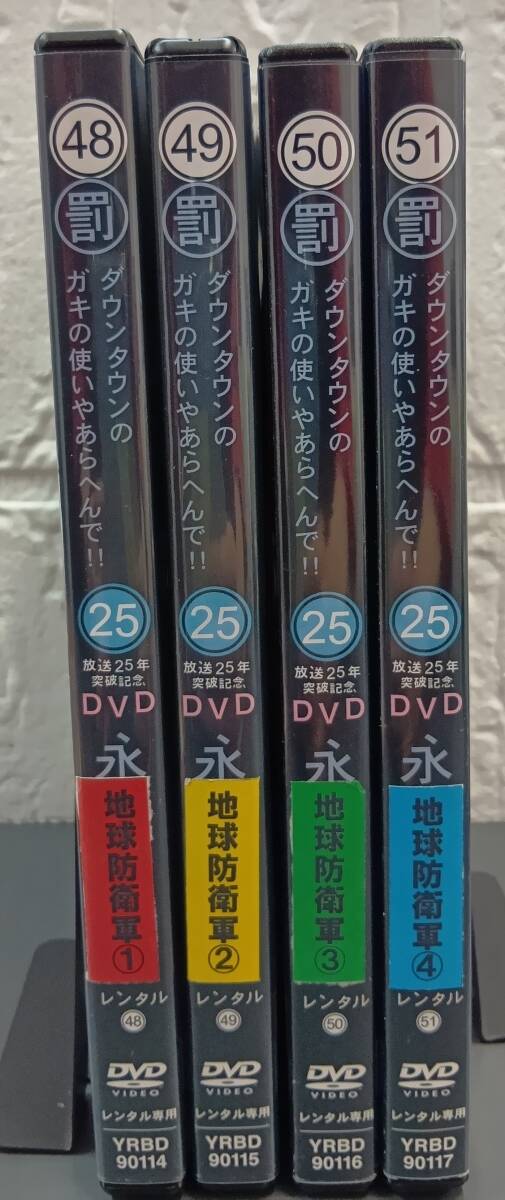 48
罰
ダウンタウンの
ガキの使いやあらへんで!!
25
放送25年
突破記念
DVD
永
地球防衛軍①
レンタル
48
DVD
VIDEO
レンタル専用
YRBD
90114
49
罰
ダウンタウンの
ガキの使いやあらへんで!!
25
放送25年
突破記念
DVD
永
地球防衛軍②
レンタル
49
DVD
VIDEO
レンタル専用
YRBD
90115
50
罰
ダウンタウンの
ガキの使いやあらへんで!!
25
放送25年
突破記念
DVD
永
地球防衛軍③
レンタル
50
DVD
VIDEO
レンタル専用
YRBD
90116
51
罰
ダウンタウンの
ガキの使いやあらへんで!!
25
放送25年
突破記念
DVD
永
地球防衛軍④
レンタル
51
DVD
VIDEO
レンタル専用
YRBD
90117